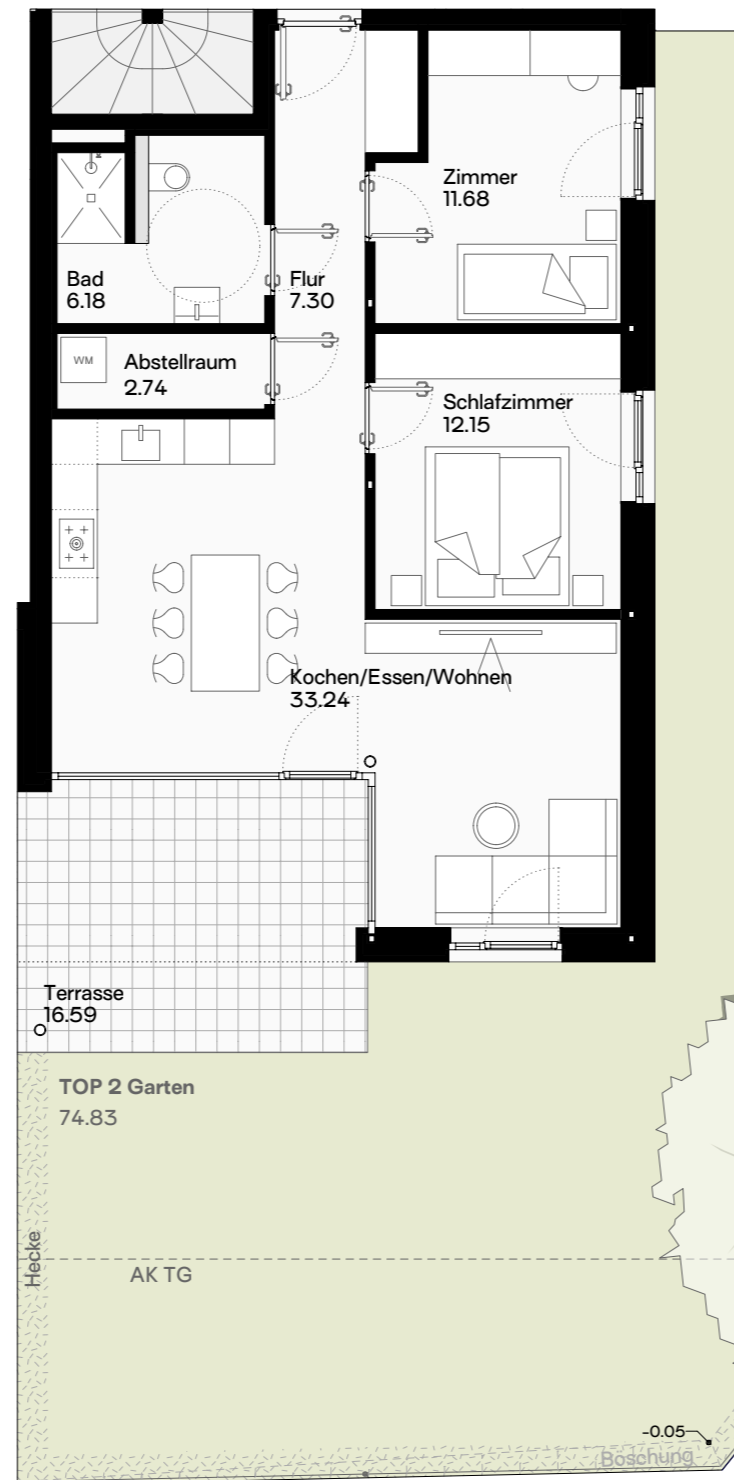 Zimmer
11.68
Bad
6.18
Flur
7.30
WM
Abstellraum
2.74
Schlafzimmer
12.15
Kochen/Essen/Wohnen
33.24
Terrasse
16.59
TOP 2 Garten
74.83
Hecke
AK TG
-0.05
Böschung